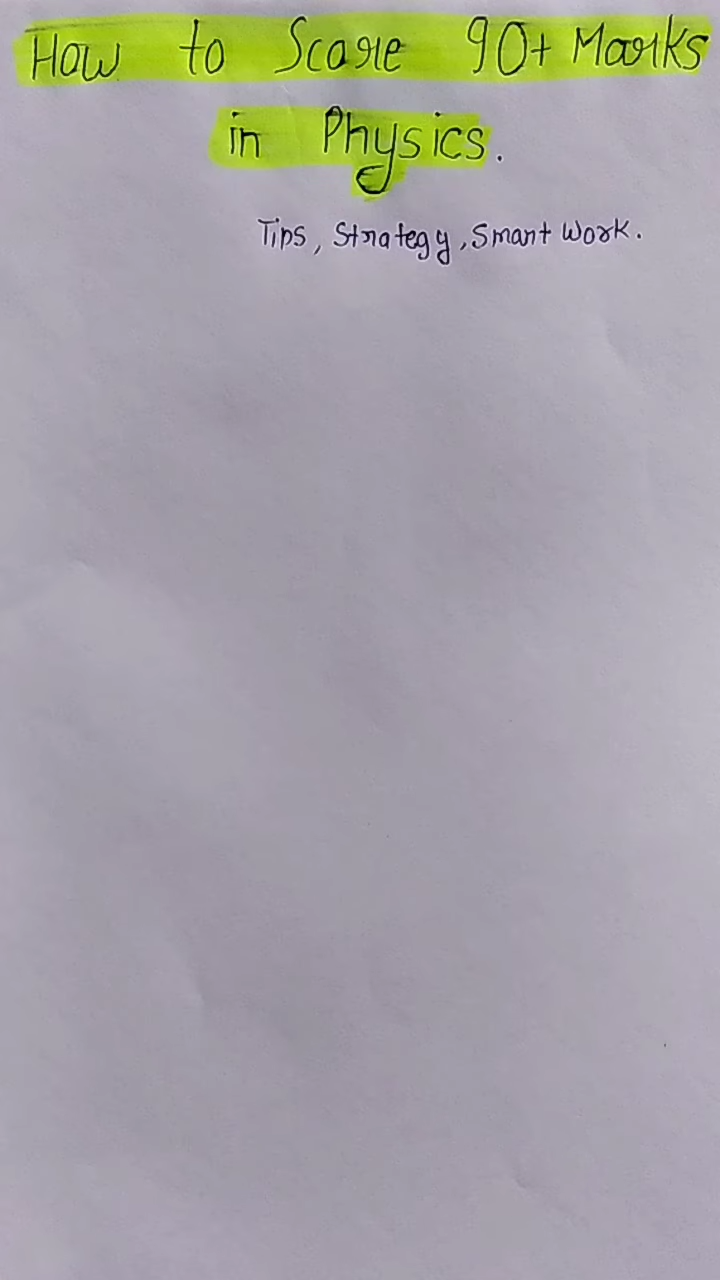 How to Score 90+ Marks
in Physics.
Tips, Strategy, Smart Work.